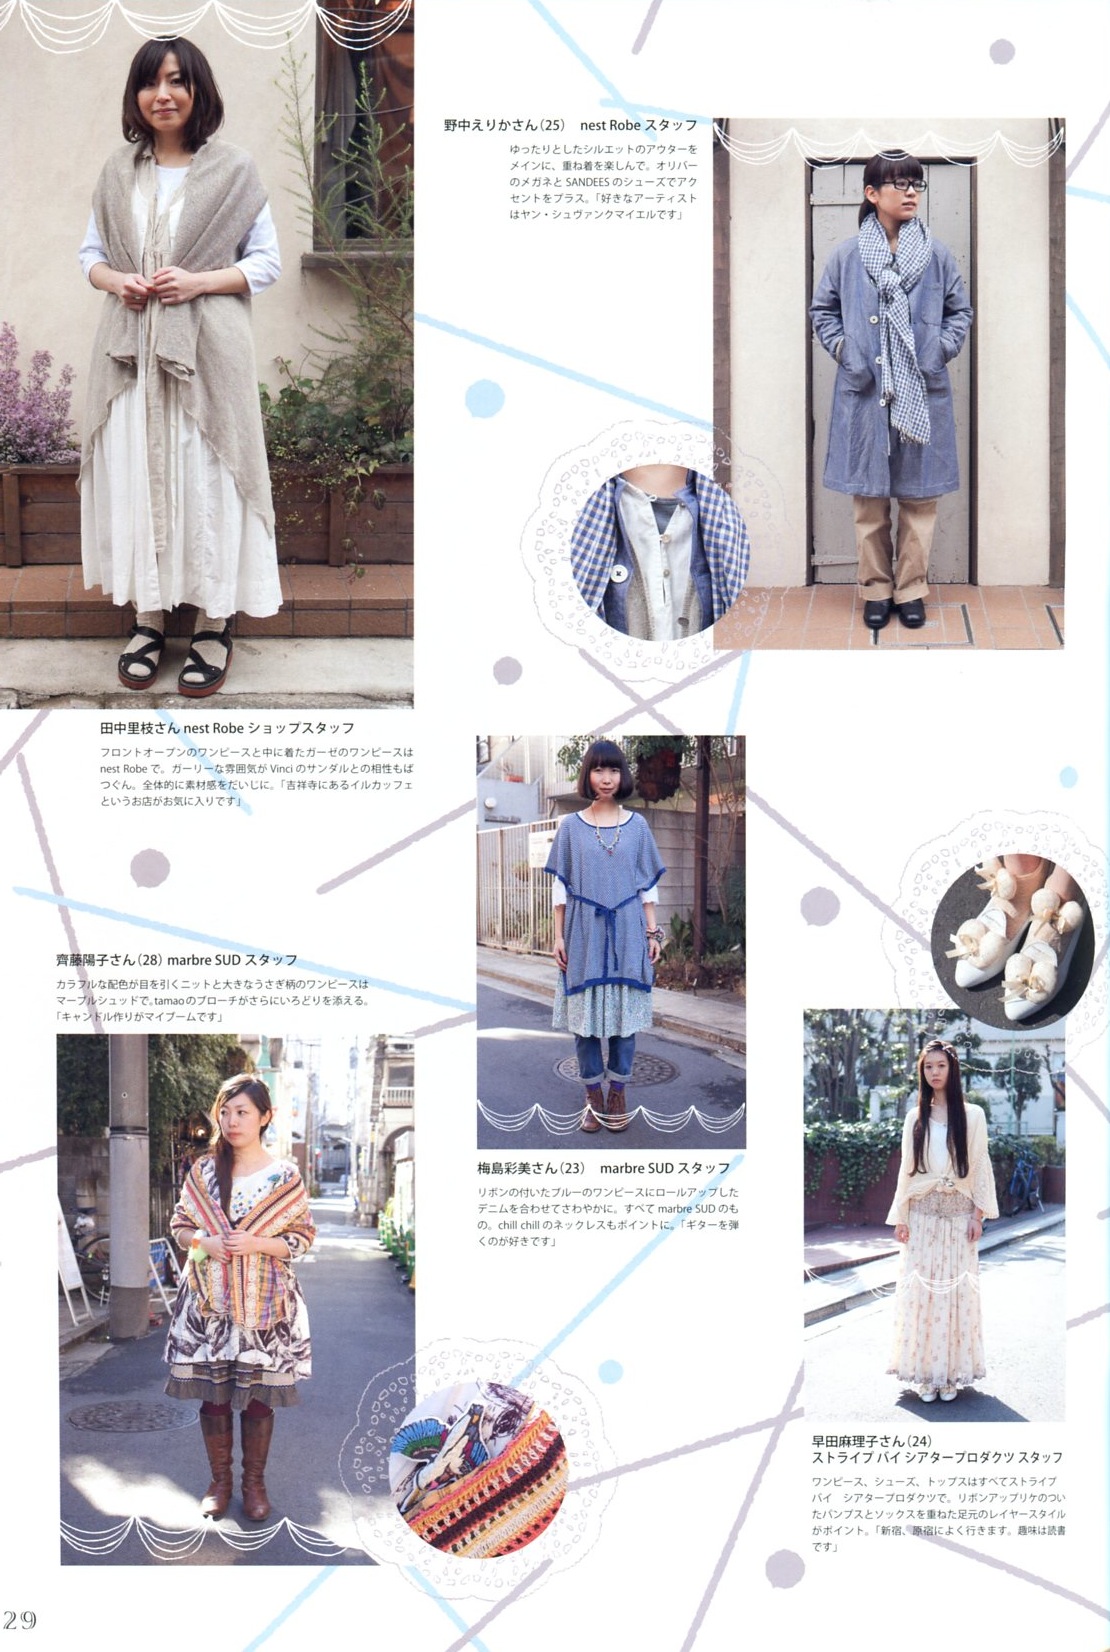 野中えりかさん（25）　nest Robe スタッフ
ゆったりとしたシルエットのアウターを
メインに、重ね着を楽しんで。オリバー
のメガネと SANDEES のシューズでアク
セントをプラス。「好きなアーティスト
はヤン・シュヴァンクマイエルです」
田中里枝さん nest Robe ショップスタッフ
フロントオープンのワンピースと中に着たガーゼのワンピースは
nest Robe で。ガーリーな雰囲気が Vinci のサンダルとの相性もば
つぐん。全体的に素材感をだいじに。「吉祥寺にあるイルカッフェ
というお店がお気に入りです」
齊藤陽子さん（28）marbre SUD スタッフ
カラフルな配色が目を引くニットと大きなうさぎ柄のワンピースは
マーブルシュッドで。tamaoのブローチがさらにいろどりを添える。
「キャンドル作りがマイブームです」
梅島彩美さん（23）　marbre SUD スタッフ
リボンの付いたブルーのワンピースにロールアップした
デニムを合わせてさわやかに。すべて marbre SUD のも
の。chill chill のネックレスもポイントに。「ギターを弾
くのが好きです」
早田麻理子さん（24）
ストライプ バイ シアタープロダクツ スタッフ
ワンピース、シューズ、トップスはすべてストライプ
バイ　シアタープロダクツで。リボンアップリケのつい
たパンプスとソックスを重ねた足元のレイヤースタイル
がポイント。「新宿、原宿によく行きます。趣味は読書
です」
29